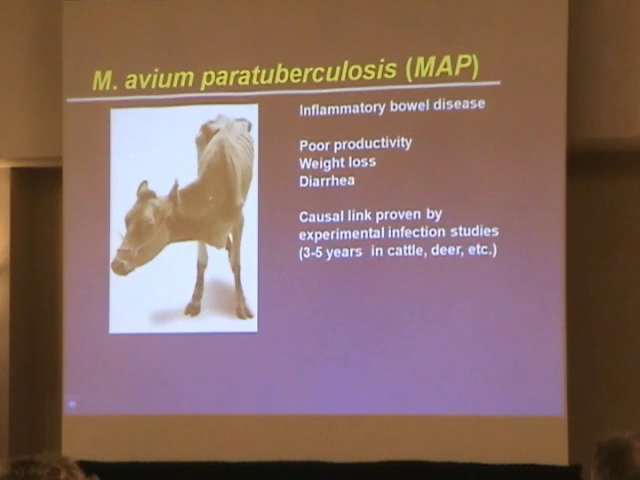 M. avium paratuberculosis (MAP)
Inflammatory bowel disease
Poor productivity
Weight loss
Diarrhea
Causal link proven by
experimental infection studies
(3-5 years in cattle, deer, etc.)